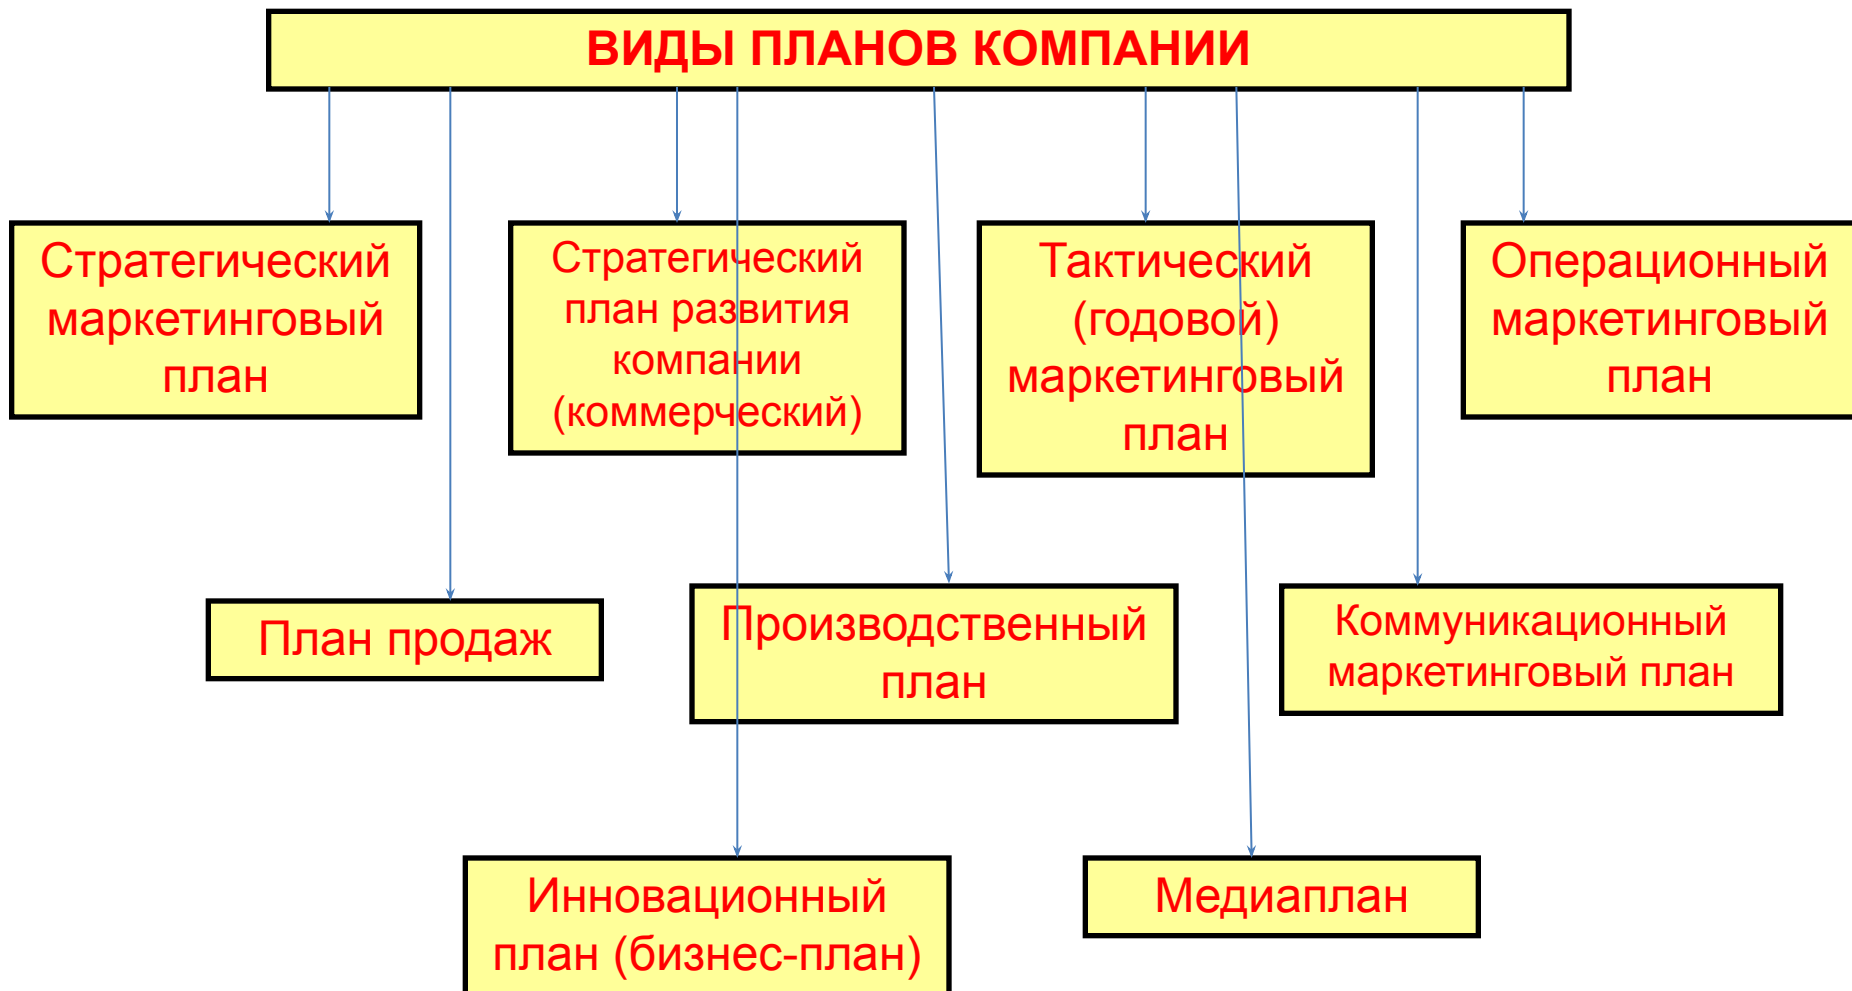 ВИДЫ ПЛАНОВ КОМПАНИИ
Стратегический
маркетинговый
план
Стратегический
план развития
компании
(коммерческий)
Тактический
(годовой)
маркетинговый
план
Операционный
маркетинговый
план
План продаж
Производственный
план
Коммуникационный
маркетинговый план
Инновационный
план (бизнес-план)
Медиаплан